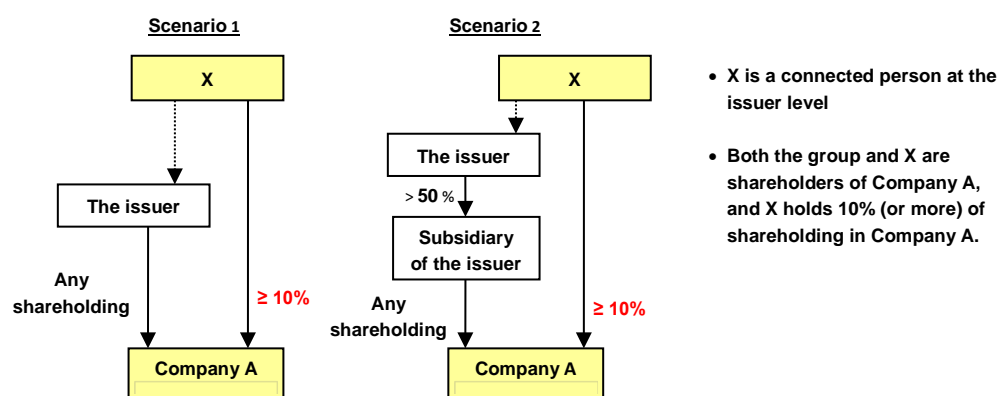 Scenario 1
X
The issuer
Any
shareholding
≥ 10%
Company A
Scenario 2
X
The issuer
> 50 %
Subsidiary
of the issuer
Any
shareholding
≥ 10%
Company A
• X is a connected person at the
issuer level
• Both the group and X are
shareholders of Company A,
and X holds 10% (or more) of
shareholding in Company A.